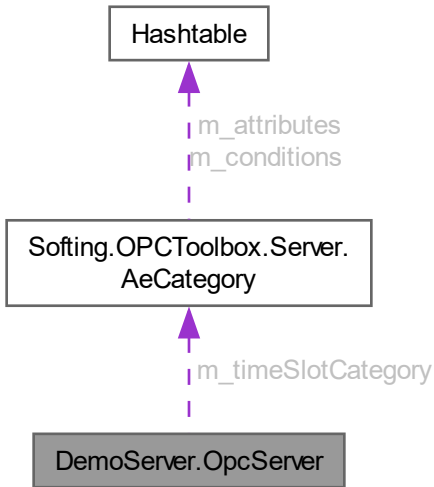 Hashtable
m_attributes
m_conditions
Softing.OPCToolbox.Server.
AeCategory
m_timeSlotCategory
DemoServer.OpcServer